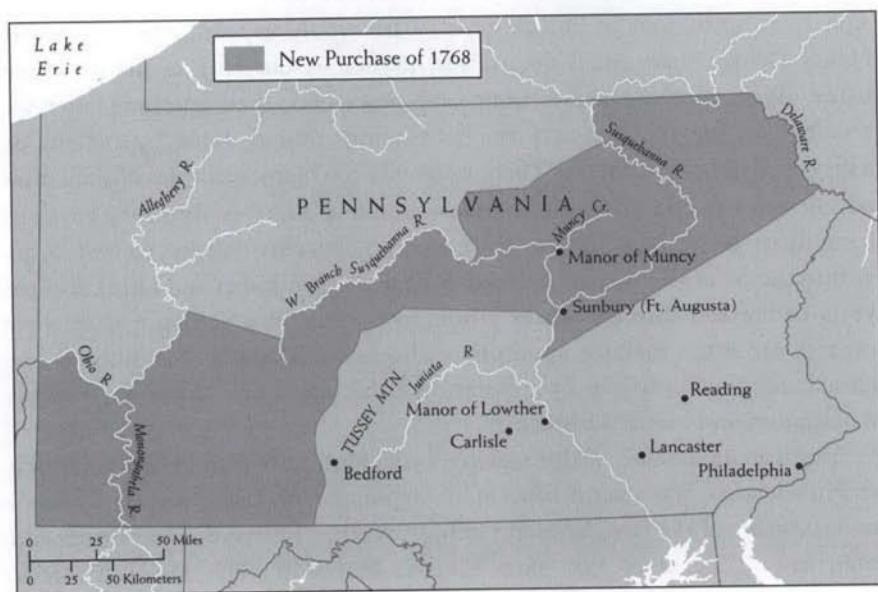 Lake
Erie
New Purchase of 1768
Delaware R.
Susquehanna R.
Allegheny R.
PENNSYLVANIA
Muncy Cr.
W. Branch Susquehanna R.
Manor of Muncy
Sunbury (Ft. Augusta)
Ohio R.
TUSSEY MTN.
Juniata R.
Reading
Manor of Lowther
Carlisle
Lancaster
Monongahela R.
Bedford
Philadelphia
0 25 50 Miles
0 25 50 Kilometers